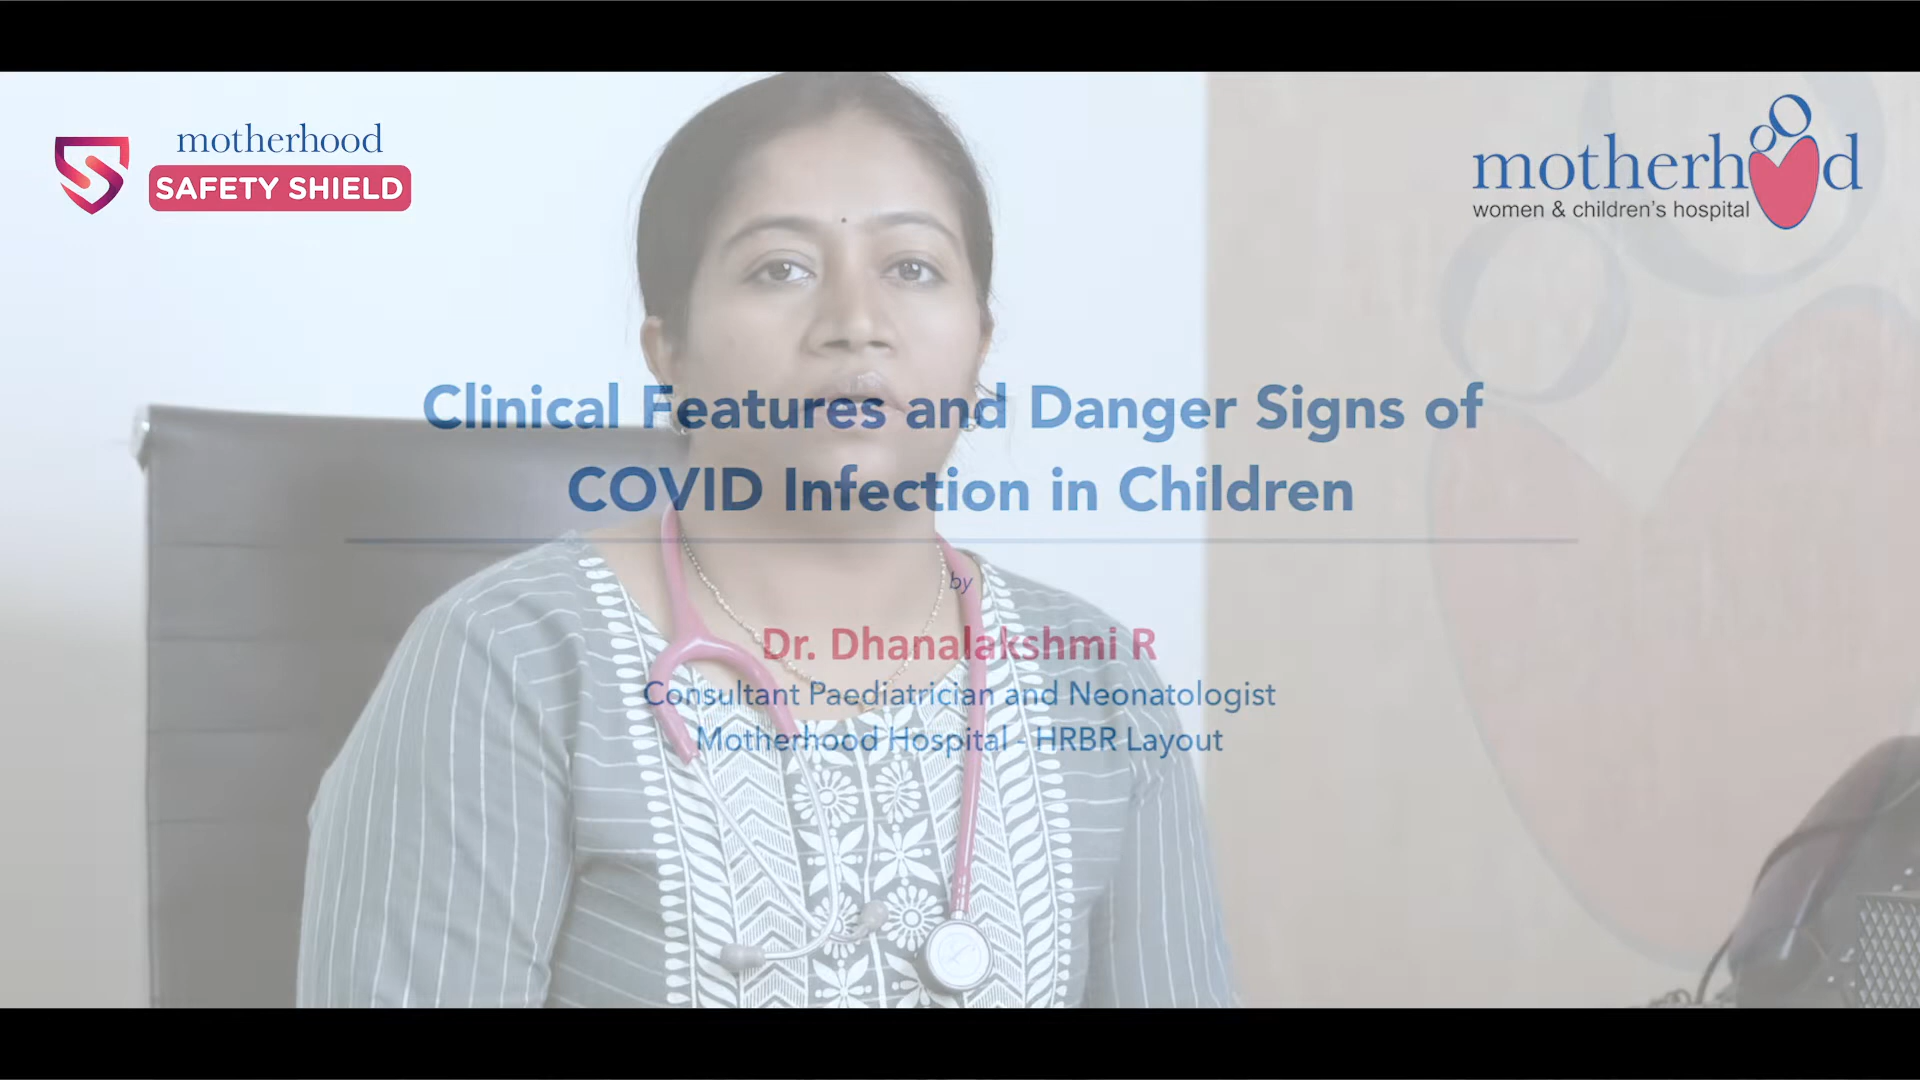 motherhood
SAFETY SHIELD
motherhood
women & children's hospital
Clinical Features and Danger Signs of
COVID Infection in Children
by
Dr. Dhanalakshmi R
Consultant Paediatrician and Neonatologist
Motherhood Hospital - HRBR Layout